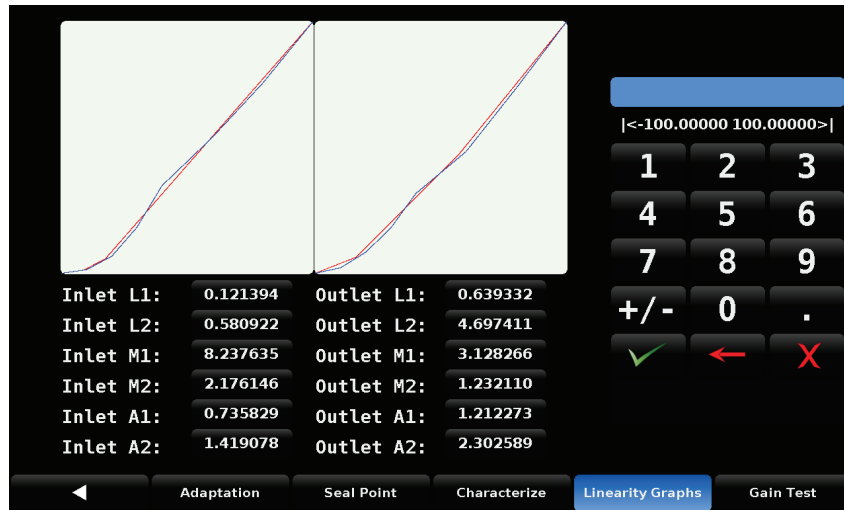 |<-100.00000 100.00000>|
1 2 3
4 5 6
7 8 9
+/- 0 .
X
Inlet L1: 0.121394 Outlet L1: 0.639332
Inlet L2: 0.580922 Outlet L2: 4.697411
Inlet M1: 8.237635 Outlet M1: 3.128266
Inlet M2: 2.176146 Outlet M2: 1.232110
Inlet A1: 0.735829 Outlet A1: 1.212273
Inlet A2: 1.419078 Outlet A2: 2.302589
Adaptation Seal Point Characterize Linearity Graphs Gain Test